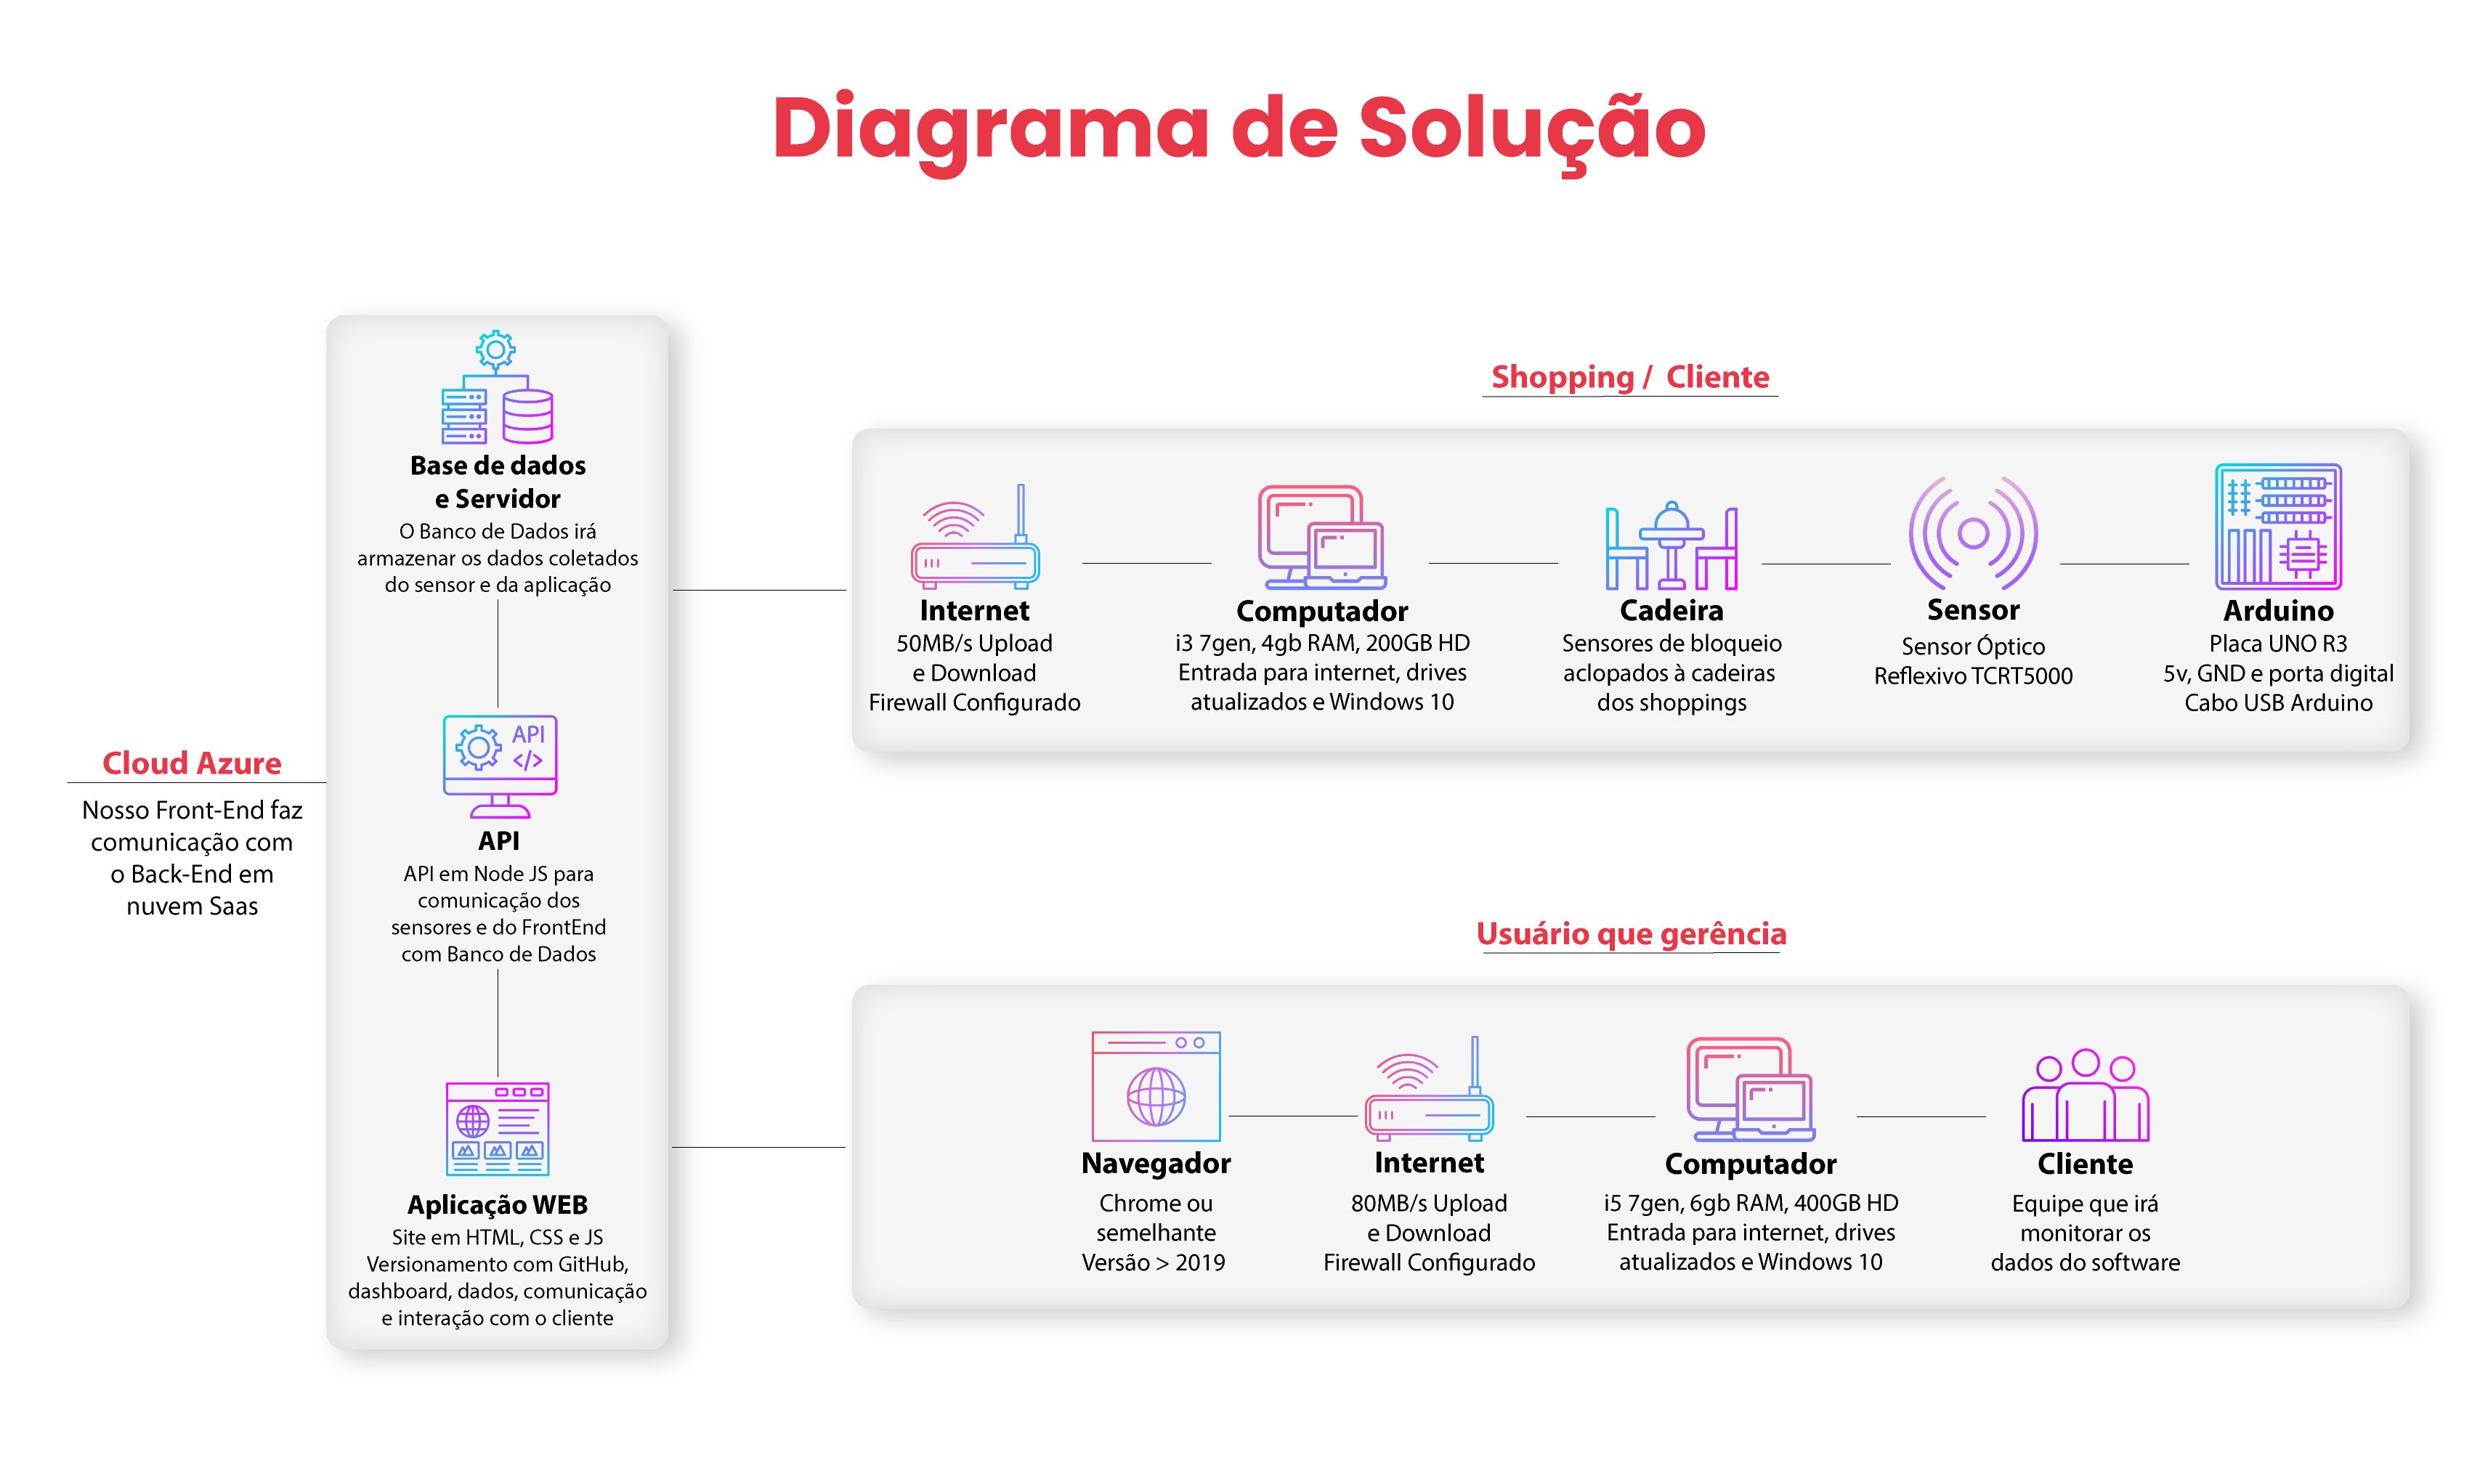 Diagrama de Solução
Cloud Azure
Nosso Front-End faz
comunicação com
o Back-End em
nuvem Saas
Base de dados
e Servidor
O Banco de Dados irá
armazenar os dados coletados
do sensor e da aplicação
API
</>
API
API em Node JS para
comunicação dos
sensores e do FrontEnd
com Banco de Dados
Aplicação WEB
Site em HTML, CSS e JS
Versionamento com GitHub,
dashboard, dados, comunicação
e interação com o cliente
Shopping / Cliente
Internet
50MB/s Upload
e Download
Firewall Configurado
Computador
i3 7gen, 4gb RAM, 200GB HD
Entrada para internet, drives
atualizados e Windows 10
Cadeira
Sensores de bloqueio
aclopados à cadeiras
dos shoppings
Sensor
Sensor Óptico
Reflexivo TCRT5000
Arduino
Placa UNO R3
5v, GND e porta digital
Cabo USB Arduino
Usuário que gerência
Navegador
Chrome ou
semelhante
Versão > 2019
Internet
80MB/s Upload
e Download
Firewall Configurado
Computador
i5 7gen, 6gb RAM, 400GB HD
Entrada para internet, drives
atualizados e Windows 10
Cliente
Equipe que irá
monitorar os
dados do software